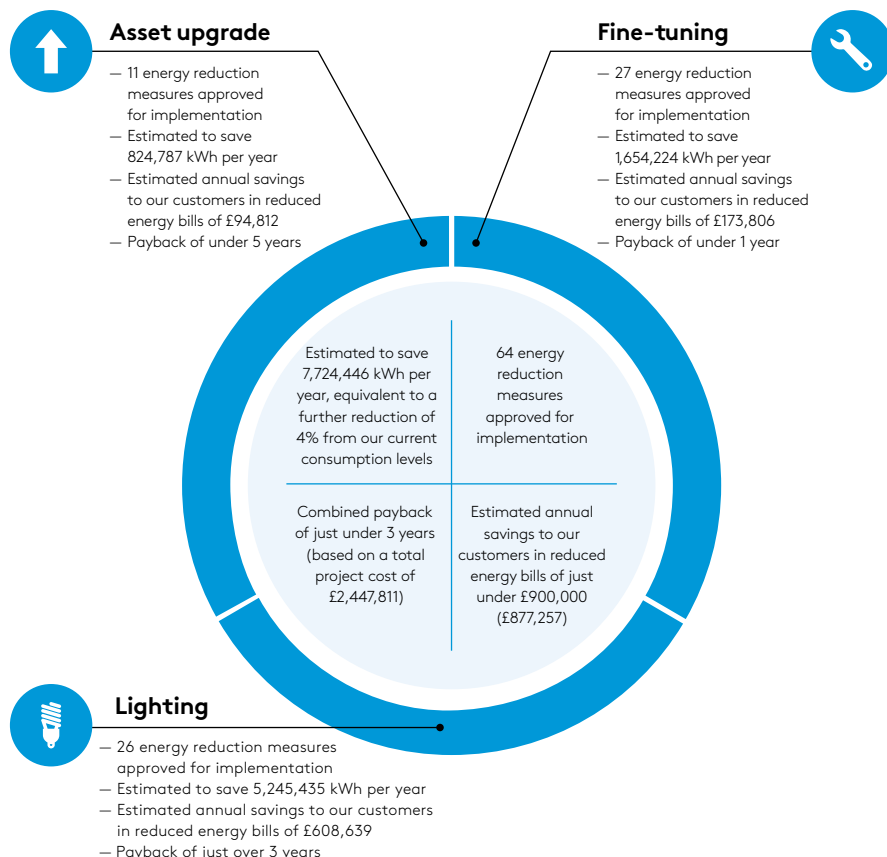 Asset upgrade
— 11 energy reduction
measures approved
for implementation
— Estimated to save
824,787 kWh per year
— Estimated annual savings
to our customers in reduced
energy bills of £94,812
— Payback of under 5 years
Fine-tuning
— 27 energy reduction
measures approved
for implementation
— Estimated to save
1,654,224 kWh per year
— Estimated annual savings
to our customers in reduced
energy bills of £173,806
— Payback of under 1 year
Estimated to save
7,724,446 kWh per
year, equivalent to a
further reduction of
4% from our current
consumption levels
64 energy
reduction
measures
approved for
implementation
Combined payback
of just under 3 years
(based on a total
project cost of
£2,447,811)
Estimated annual
savings to our
customers in reduced
energy bills of just
under £900,000
(£877,257)
Lighting
— 26 energy reduction measures
approved for implementation
— Estimated to save 5,245,435 kWh per year
— Estimated annual savings to our customers
in reduced energy bills of £608,639
— Payback of just over 3 years